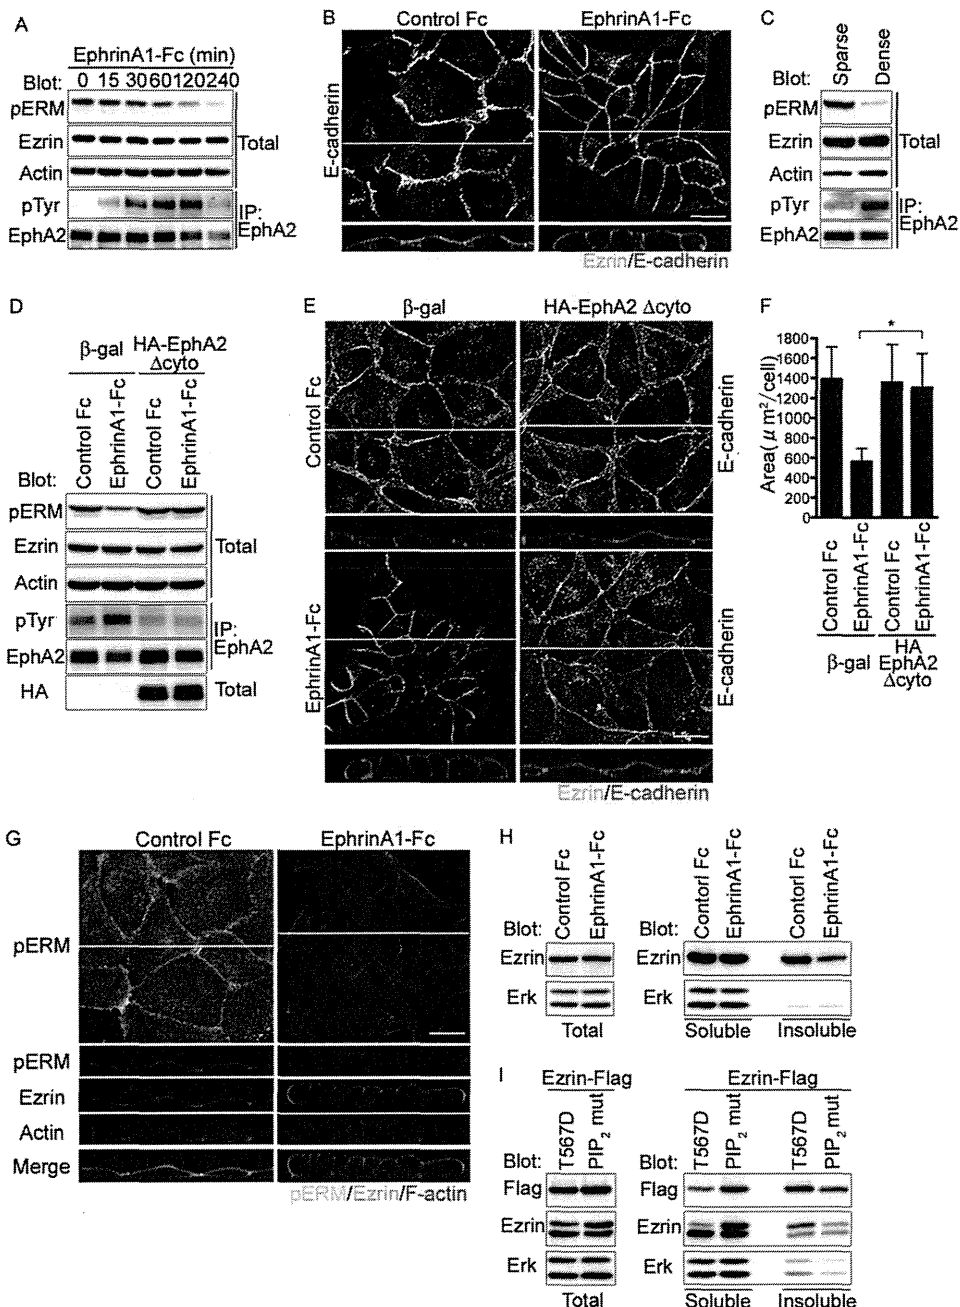 A
EphrinA1-Fc (min)
Blot: 0 15 30 60 120 240
pERM
Ezrin
Actin
Total
pTyr
EphA2
IP:
EphA2
B
Control Fc
EphrinA1-Fc
E-cadherin
Ezrin/E-cadherin
C
Blot:
Sparse
Dense
pERM
Ezrin
Actin
Total
pTyr
EphA2
IP:
EphA2
D
β-gal
HA-EphA2
Δcyto
Control Fc
EphrinA1-Fc
Control Fc
EphrinA1-Fc
Blot:
pERM
Ezrin
Actin
Total
pTyr
EphA2
IP:
EphA2
HA
Total
E
β-gal
HA-EphA2 Δcyto
Control Fc
E-cadherin
EphrinA1-Fc
E-cadherin
Ezrin/E-cadherin
F
*
Area(μm²/cell)
1800
1600
1400
1200
1000
800
600
400
200
0
Control Fc
EphrinA1-Fc
Control Fc
EphrinA1-Fc
β-gal
HA
EphA2
Δcyto
G
Control Fc
EphrinA1-Fc
pERM
pERM
Ezrin
Actin
Merge
pERM/Ezrin/F-actin
H
Blot:
Control Fc
EphrinA1-Fc
Ezrin
Erk
Total
Blot:
Contorl Fc
EphrinA1-Fc
Control Fc
EphrinA1-Fc
Ezrin
Erk
Soluble
Insoluble
I
Ezrin-Flag
Blot:
T567D
PIP₂ mut
Flag
Ezrin
Erk
Total
Ezrin-Flag
Blot:
T567D
PIP₂ mut
T567D
PIP₂ mut
Flag
Ezrin
Erk
Soluble
Insoluble